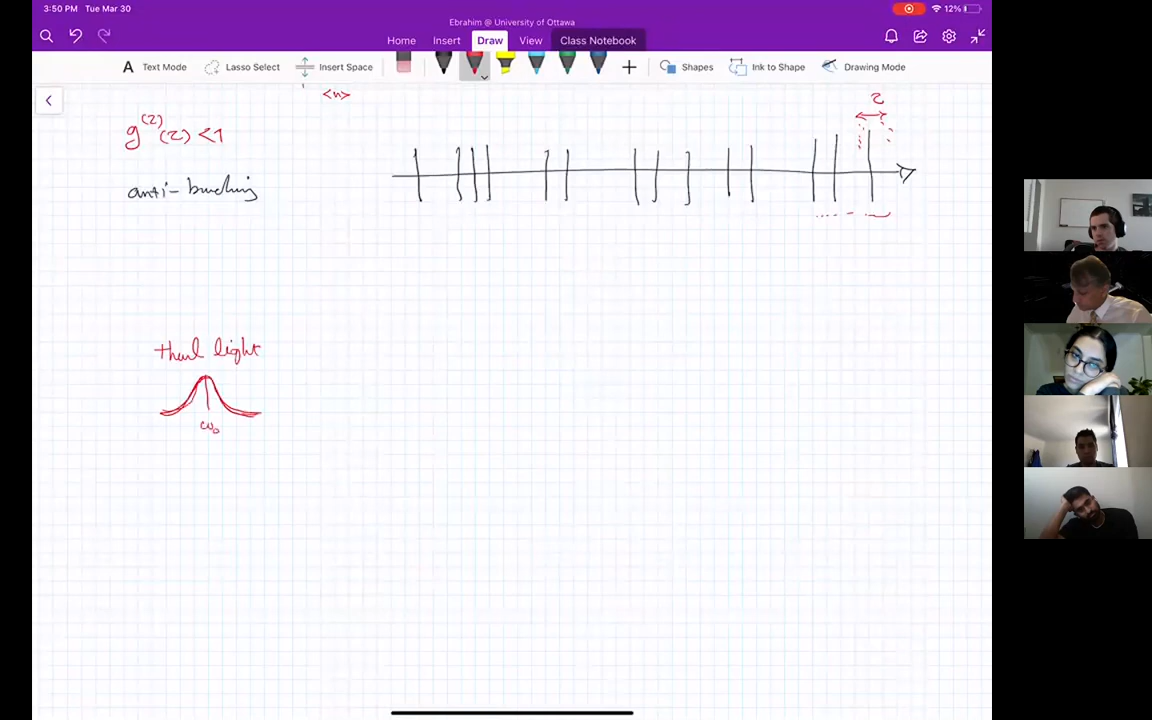 3:50 PM Tue Mar 30
12%
Ebrahim @ University of Ottawa
Home Insert Draw View Class Notebook
A Text Mode Lasso Select Insert Space Shapes Ink to Shape Drawing Mode
<n>
τ
g(2)(τ) <1
anti-bunching
light
ω₀